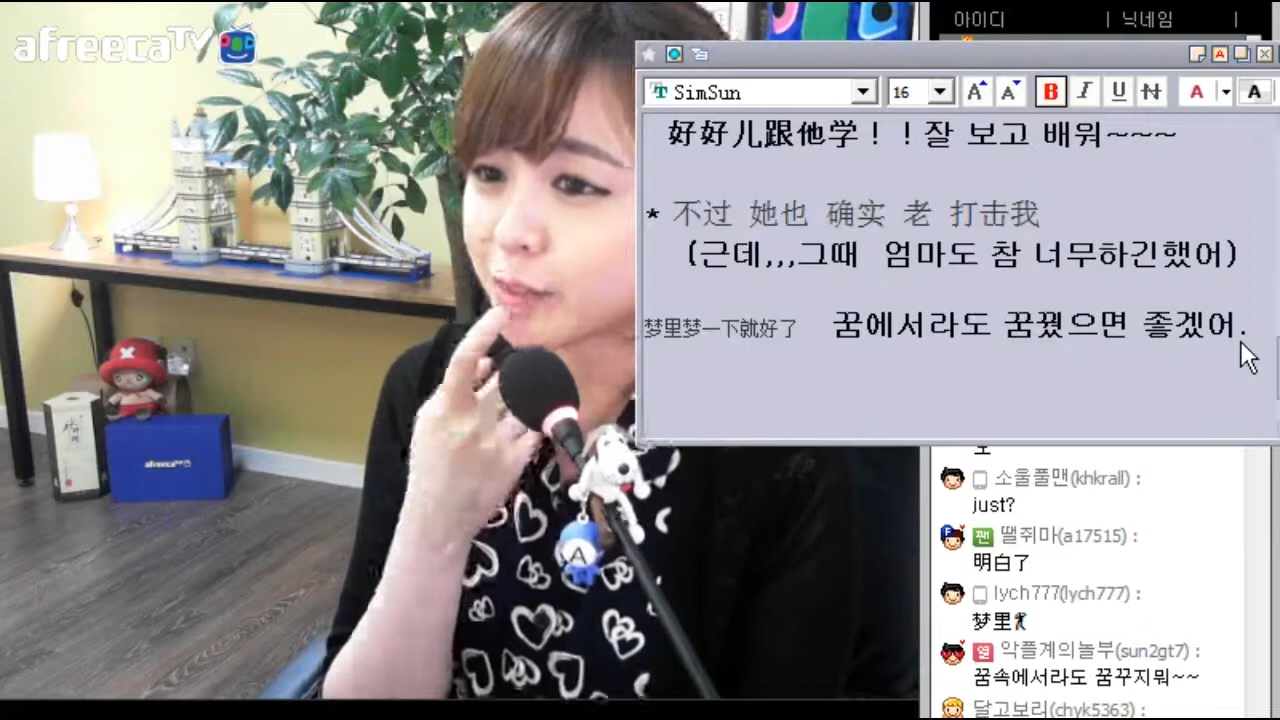 afreecaTV
아이디 | 닉네임 |
SimSun 16 A A B I U N A A
好好儿跟他学！！잘 보고 배워~~~
* 不过 她也 确实 老 打击我
(근데,,,그때 엄마도 참 너무하긴했어)
梦里梦一下就好了 꿈에서라도 꿈꿨으면 좋겠어.
afreecaTV
A
소울풀맨(khkrall) :
just?
팬 땔쥐마(a17515) :
明白了
lych777(lych777) :
梦里
열 악플계의놀부(sun2gt7) :
꿈속에서라도 꿈꾸지뭐~~
달고보리(chyk5363) :